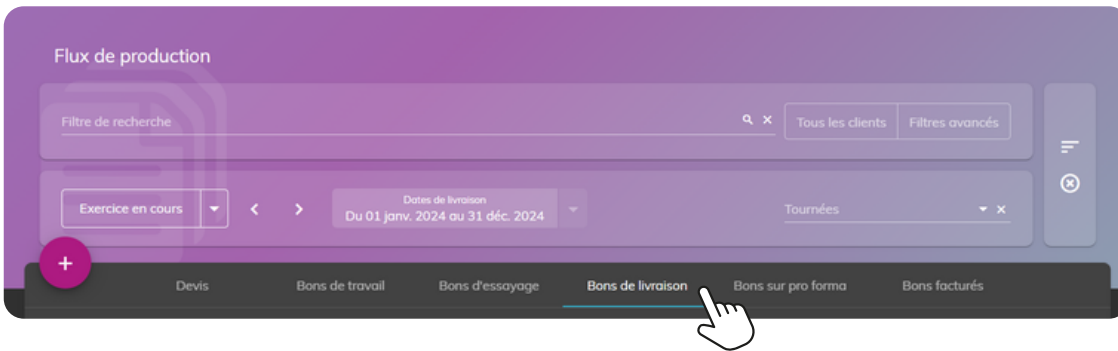 Flux de production
Filtre de recherche
Tous les clients
Filtres avancés
Exercice en cours
Dates de livraison
Du 01 janv. 2024 au 31 déc. 2024
Tournées
Devis
Bons de travail
Bons d'essayage
Bons de livraison
Bons sur pro forma
Bons facturés